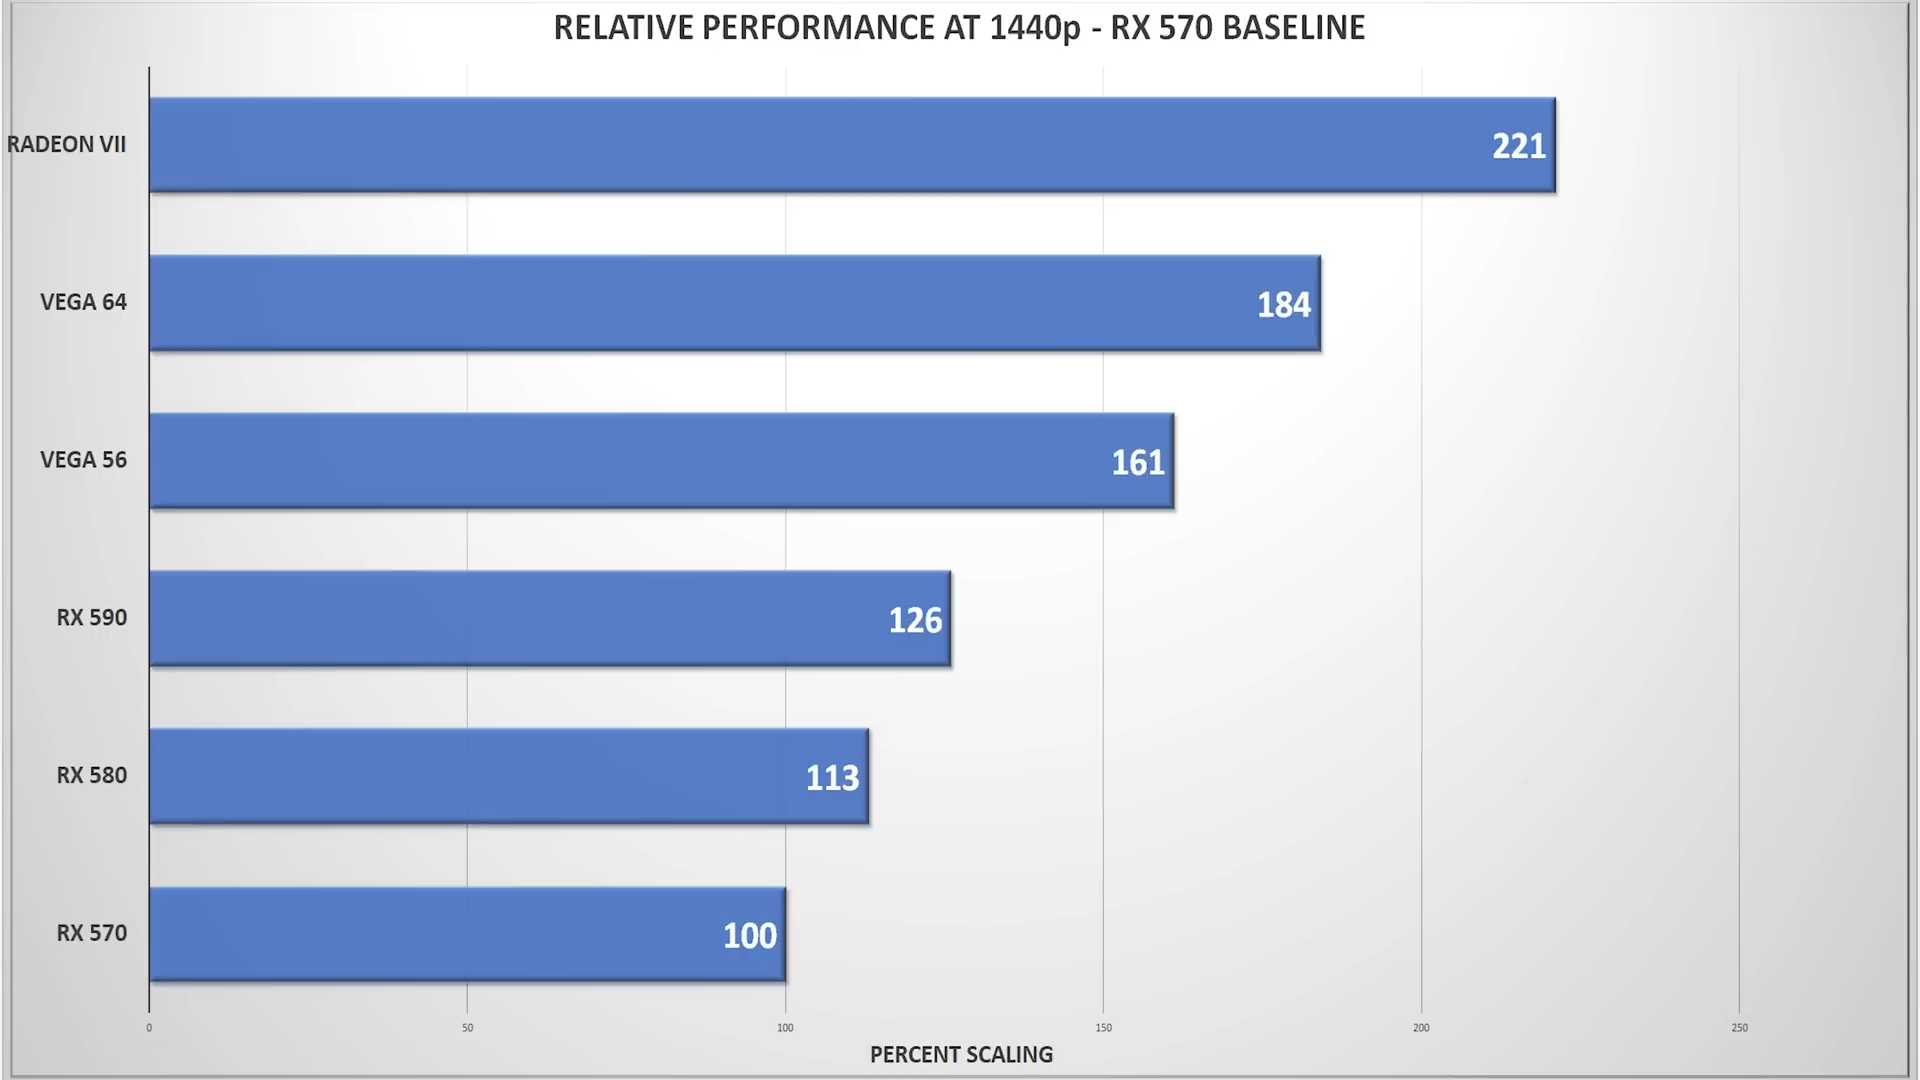 RELATIVE PERFORMANCE AT 1440p - RX 570 BASELINE
RADEON VII
221
VEGA 64
184
VEGA 56
161
RX 590
126
RX 580
113
RX 570
100
0 50 100 150 200 250
PERCENT SCALING